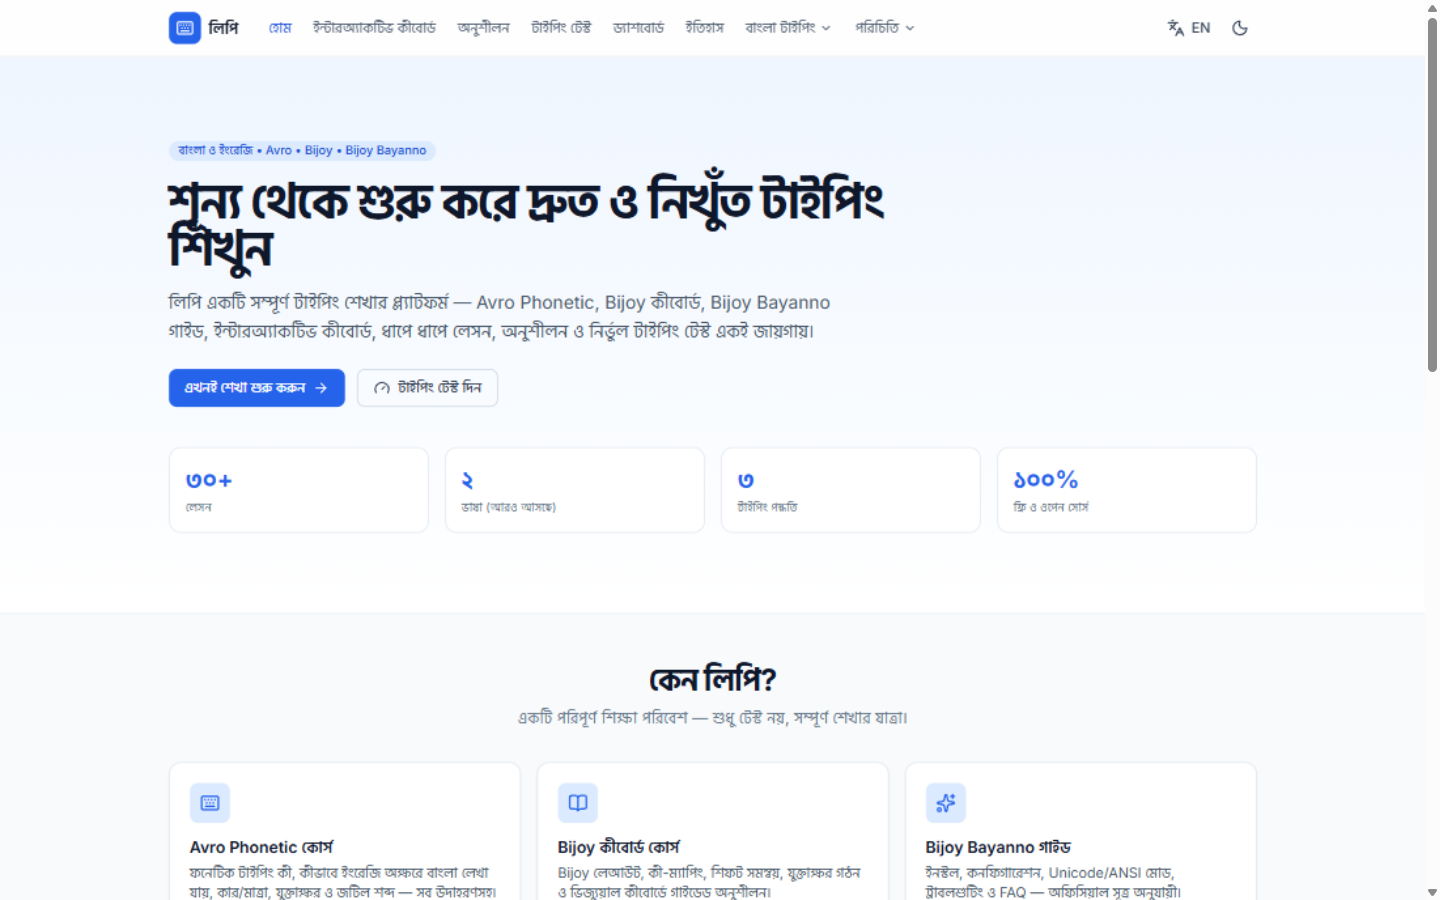 লিপি
হোম
ইন্টারঅ্যাকটিভ কীবোর্ড
অনুশীলন
টাইপিং টেস্ট
ড্যাশবোর্ড
ইতিহাস
বাংলা টাইপিং
পরিচিতি
EN
বাংলা ও ইংরেজি • Avro • Bijoy • Bijoy Bayanno
শূন্য থেকে শুরু করে দ্রুত ও নিখুঁত টাইপিং
শিখুন
লিপি একটি সম্পূর্ণ টাইপিং শেখার প্ল্যাটফর্ম — Avro Phonetic, Bijoy কীবোর্ড, Bijoy Bayanno
গাইড, ইন্টারঅ্যাকটিভ কীবোর্ড, ধাপে ধাপে লেসন, অনুশীলন ও নির্ভুল টাইপিং টেস্ট একই জায়গায়।
এখনই শেখা শুরু করুন
টাইপিং টেস্ট দিন
৩০+
লেসন
২
ভাষা (আরও আসছে)
৩
টাইপিং পদ্ধতি
১০০%
ফ্রি ও ওপেন সোর্স
কেন লিপি?
একটি পরিপূর্ণ শিক্ষা পরিবেশ — শুধু টেস্ট নয়, সম্পূর্ণ শেখার যাত্রা।
Avro Phonetic কোর্স
ফনেটিক টাইপিং কী, কীভাবে ইংরেজি অক্ষরে বাংলা লেখা
যায়, কার/মাত্রা, যুক্তাক্ষর ও জটিল শব্দ — সব উদাহরণসহ।
Bijoy কীবোর্ড কোর্স
Bijoy লেআউট, কী-ম্যাপিং, শিফট সমন্বয়, যুক্তাক্ষর গঠন
ও ভিজ্যুয়াল কীবোর্ডে গাইডেড অনুশীলন।
Bijoy Bayanno গাইড
ইনস্টল, কনফিগারেশন, Unicode/ANSI মোড,
ট্রাবলশুটিং ও FAQ — অফিসিয়াল সূত্র অনুযায়ী।